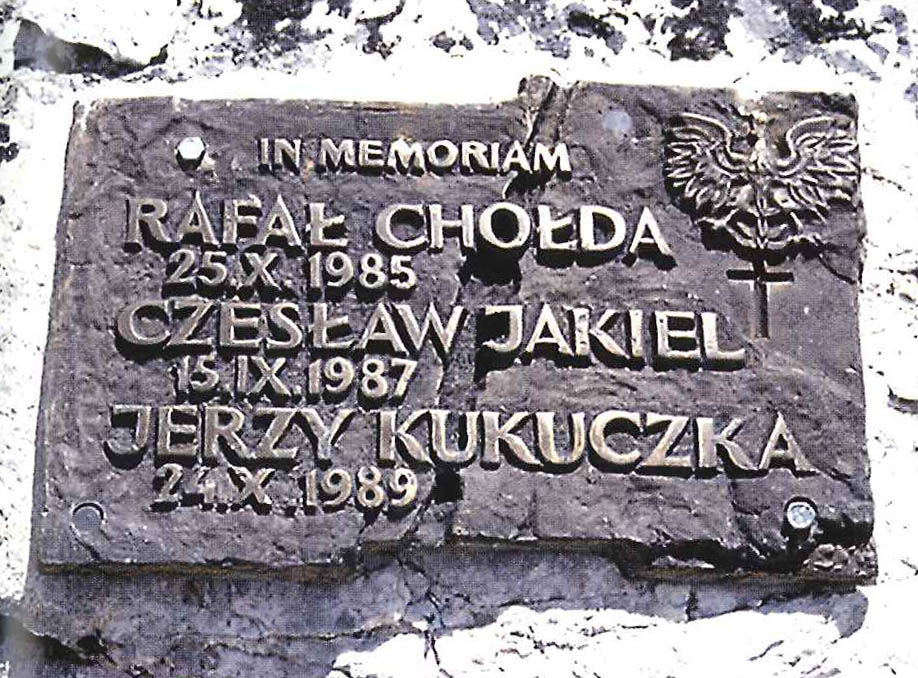 IN MEMORIAM
RAFAŁ CHOŁDA
25.X. 1985
CZESŁAW JAKIEL
15.IX.1987
JERZY KUKUCZKA
24.X 1989